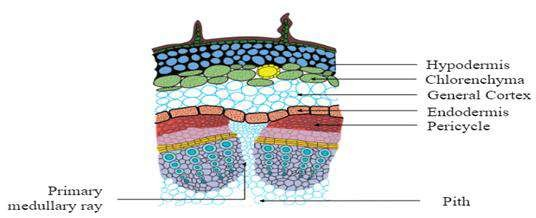 Hypodermis
Chlorenchyma
General Cortex
Endodermis
Pericycle
Primary
medullary ray
Pith